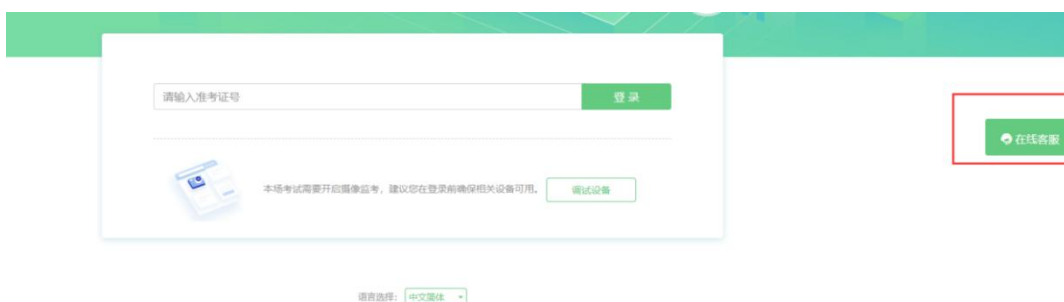 请输入准考证号
登录
在线客服
本场考试需要开启摄像监考，建议您在登录前确保相关设备可用。
调试设备
语言选择： 中文简体